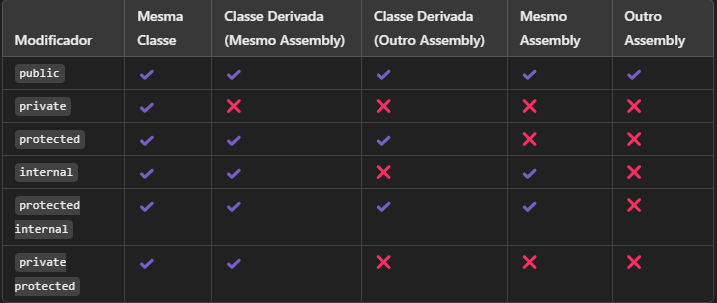 Modificador Mesma Classe Classe Derivada (Mesmo Assembly) Classe Derivada (Outro Assembly) Mesmo Assembly Outro Assembly
public ✓ ✓ ✓ ✓ ✓
private ✓ ✗ ✗ ✗ ✗
protected ✓ ✓ ✓ ✗ ✗
internal ✓ ✓ ✗ ✓ ✗
protected internal ✓ ✓ ✓ ✓ ✗
private protected ✓ ✓ ✗ ✗ ✗